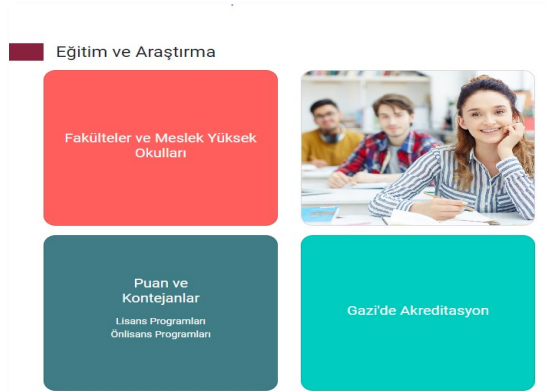 Eğitim ve Araştırma
Fakülteler ve Meslek Yüksek
Okulları
Puan ve
Kontejanlar
Lisans Programları
Önlisans Programları
Gazi'de Akreditasyon